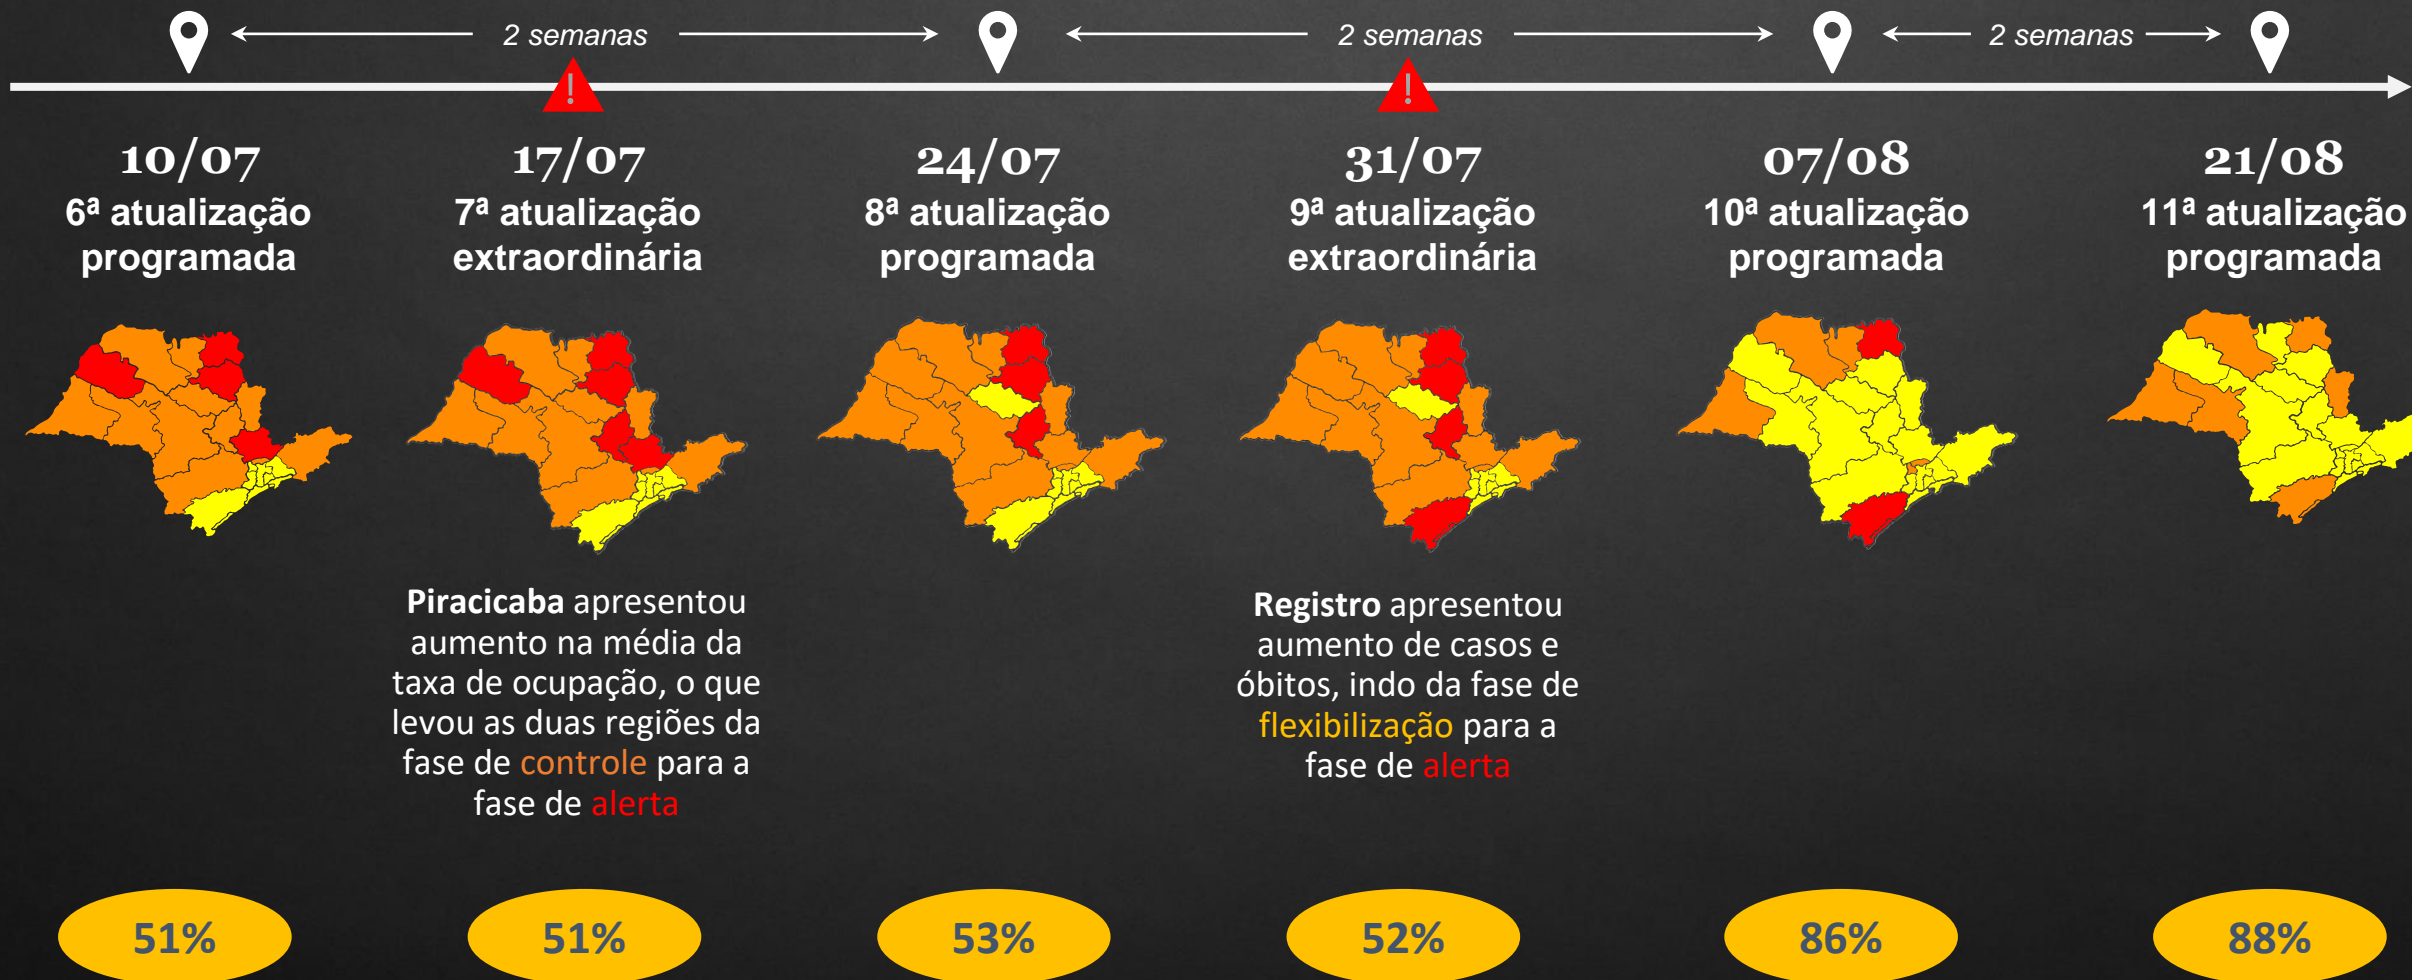 2 semanas
2 semanas
2 semanas
!
!
10/07
6ª atualização
programada
17/07
7ª atualização
extraordinária
24/07
8ª atualização
programada
31/07
9ª atualização
extraordinária
07/08
10ª atualização
programada
21/08
11ª atualização
programada
Piracicaba apresentou
aumento na média da
taxa de ocupação, o que
levou as duas regiões da
fase de controle para a
fase de alerta
Registro apresentou
aumento de casos e
óbitos, indo da fase de
flexibilização para a
fase de alerta
51%
51%
53%
52%
86%
88%